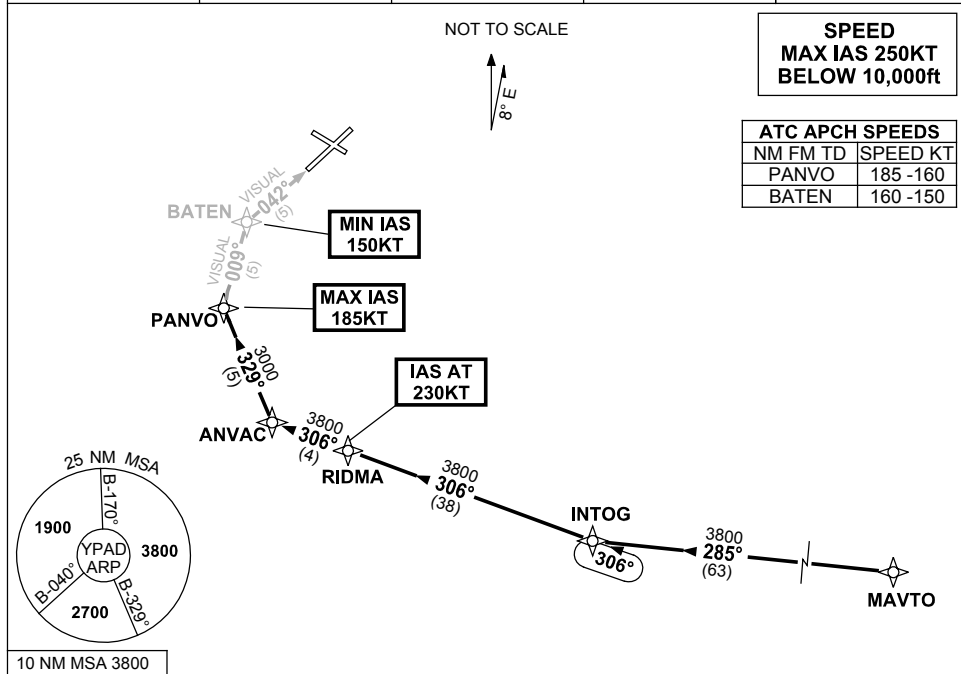 NOT TO SCALE
8° E
SPEED
MAX IAS 250KT
BELOW 10,000ft
ATC APCH SPEEDS
NM FM TD SPEED KT
PANVO 185 -160
BATEN 160 -150
VISUAL
042°
(5)
BATEN
MIN IAS
150KT
VISUAL
009°
(5)
PANVO
MAX IAS
185KT
3000
329°
(5)
IAS AT
230KT
ANVAC
3800
306°
(4)
RIDMA
3800
306°
(38)
INTOG
306°
3800
285°
(63)
MAVTO
25 NM MSA
B-170°
1900
YPAD
ARP
3800
B-040°
B-329°
2700
10 NM MSA 3800